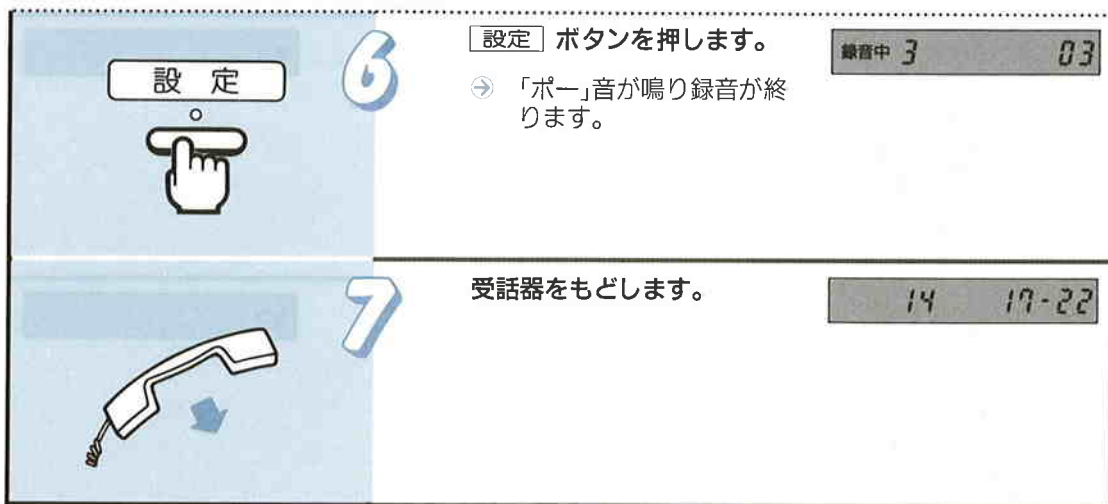 設 定
6
設定 ボタンを押します。
録音中 3 03
→ 「ポー」音が鳴り録音が終
ります。
7
受話器をもどします。
14 17-22